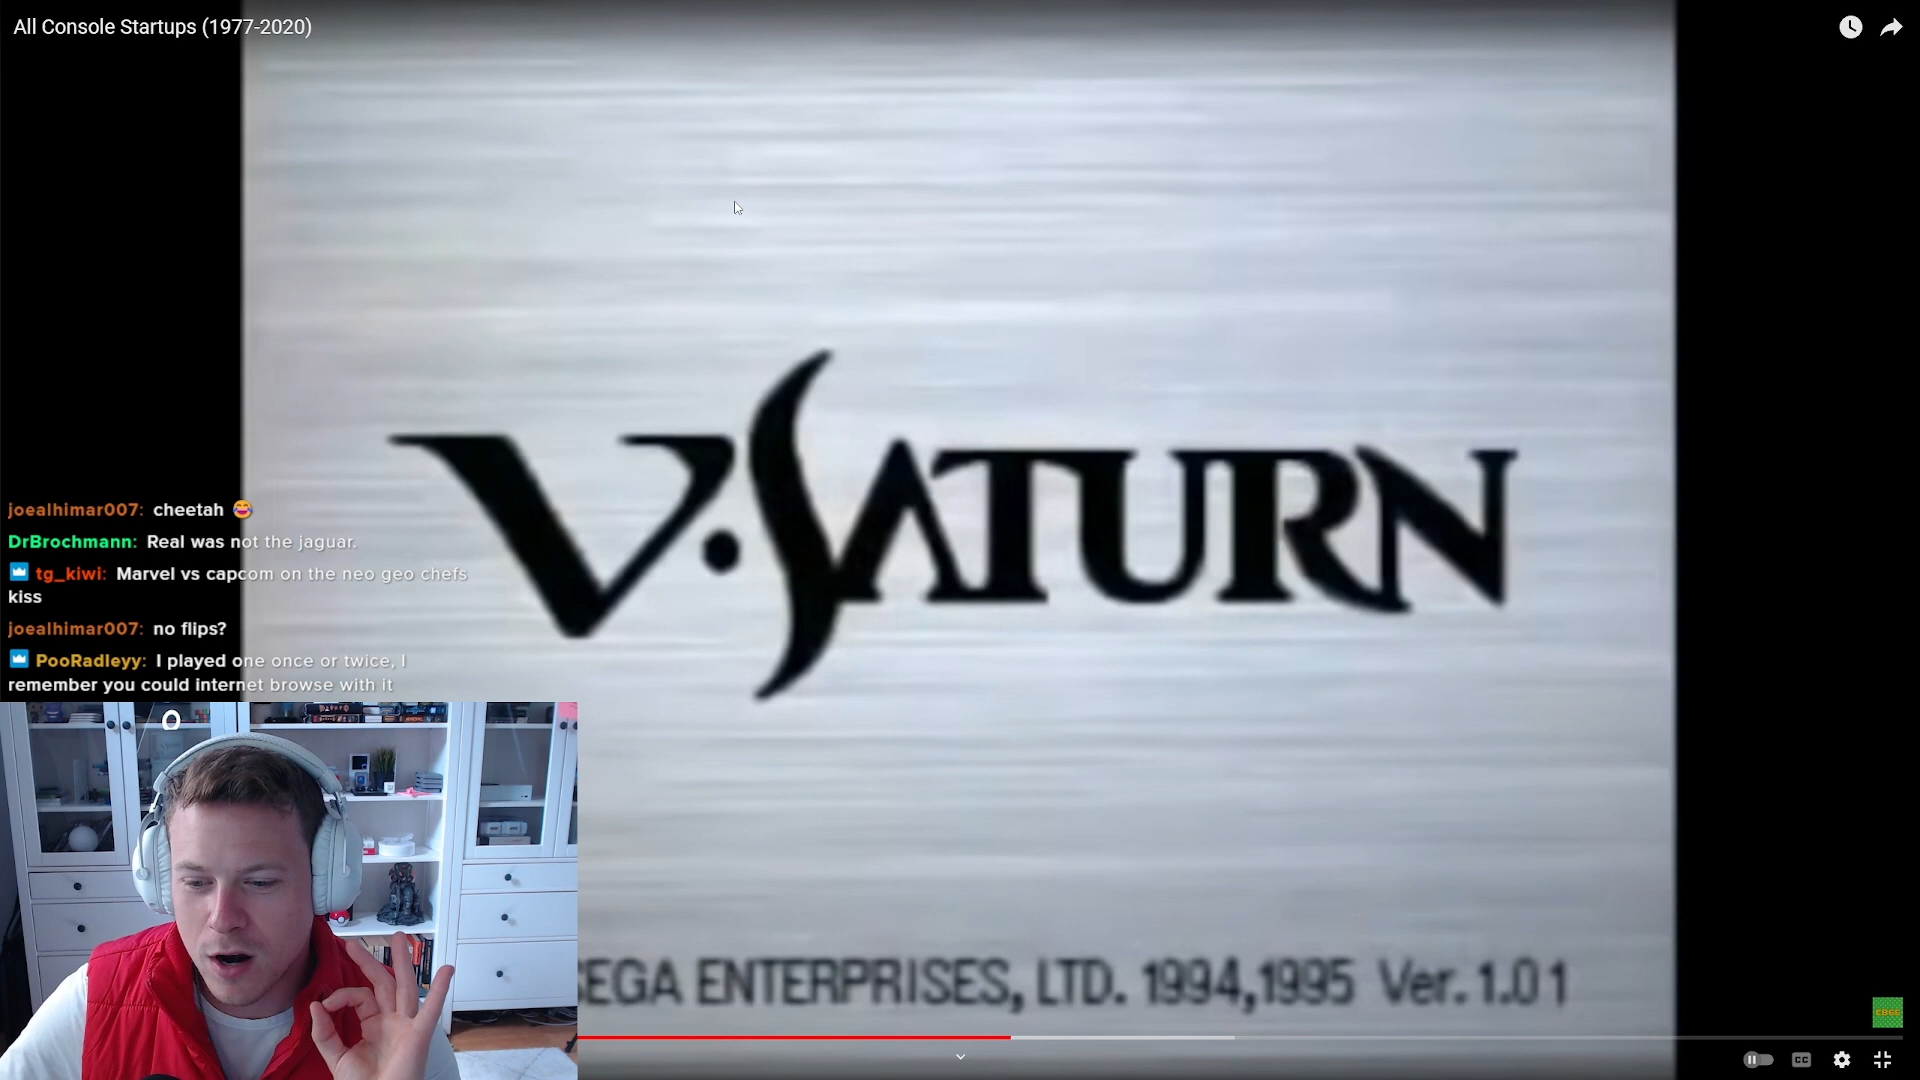 All Console Startups (1977-2020)
V·SATURN
joealhimar007: cheetah 😂
DrBrochmann: Real was not the jaguar.
tg_kiwi: Marvel vs capcom on the neo geo chefs
kiss
joealhimar007: no flips?
PooRadleyy: I played one once or twice, I
remember you could internet browse with it
SEGA ENTERPRISES, LTD. 1994,1995 Ver.1.01
CC